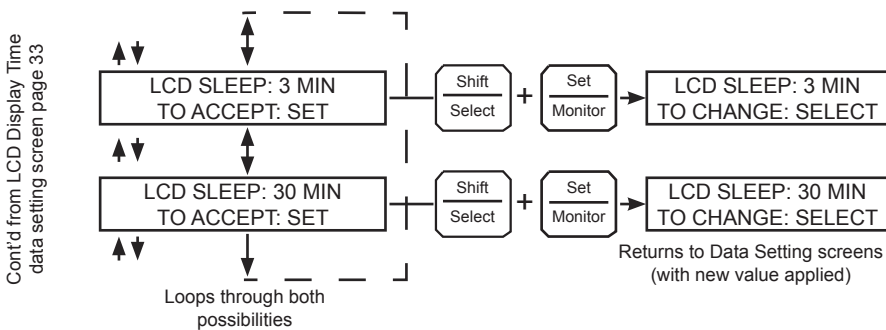 Cont'd from LCD Display Time
data setting screen page 33
LCD SLEEP: 3 MIN
TO ACCEPT: SET
Shift
Select
+
Set
Monitor
LCD SLEEP: 3 MIN
TO CHANGE: SELECT
LCD SLEEP: 30 MIN
TO ACCEPT: SET
Shift
Select
+
Set
Monitor
LCD SLEEP: 30 MIN
TO CHANGE: SELECT
Loops through both
possibilities
Returns to Data Setting screens
(with new value applied)